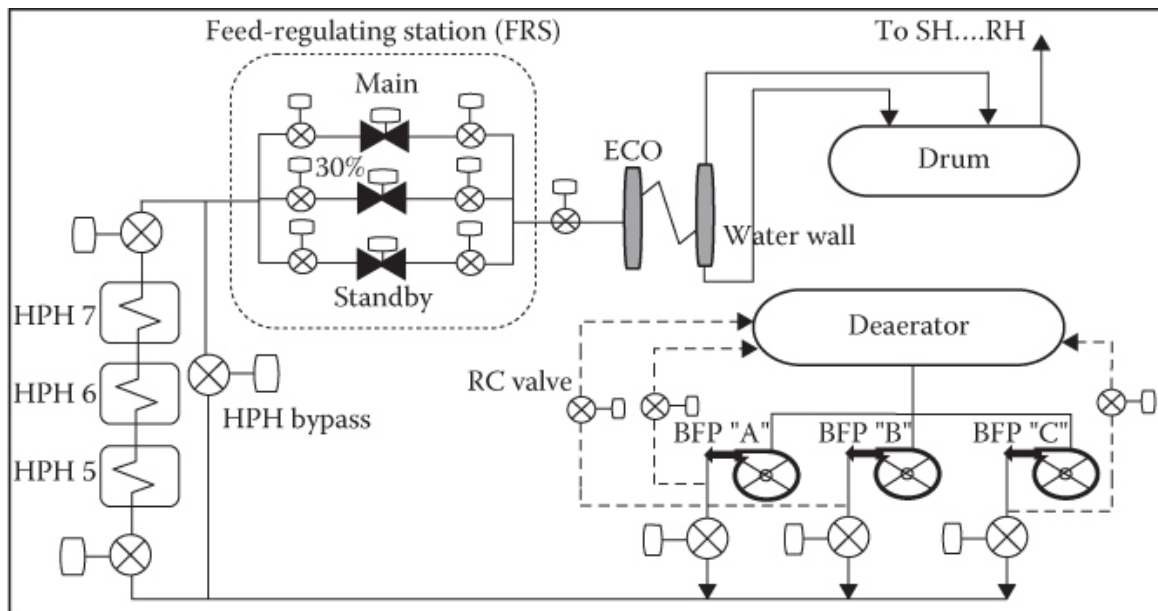 Feed-regulating station (FRS)
To SH....RH
Main
ECO
Drum
30%
Water wall
Standby
HPH 7
Deaerator
RC valve
HPH 6
HPH bypass
BFP "A"
BFP "B"
BFP "C"
HPH 5